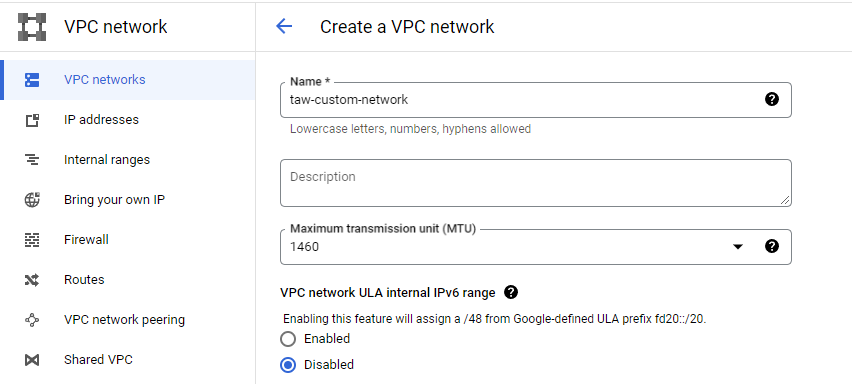 VPC network
Create a VPC network
VPC networks
IP addresses
Internal ranges
Bring your own IP
Firewall
Routes
VPC network peering
Shared VPC
Name *
taw-custom-network
Lowercase letters, numbers, hyphens allowed
Description
Maximum transmission unit (MTU)
1460
VPC network ULA internal IPv6 range
Enabling this feature will assign a /48 from Google-defined ULA prefix fd20::/20.
Enabled
Disabled